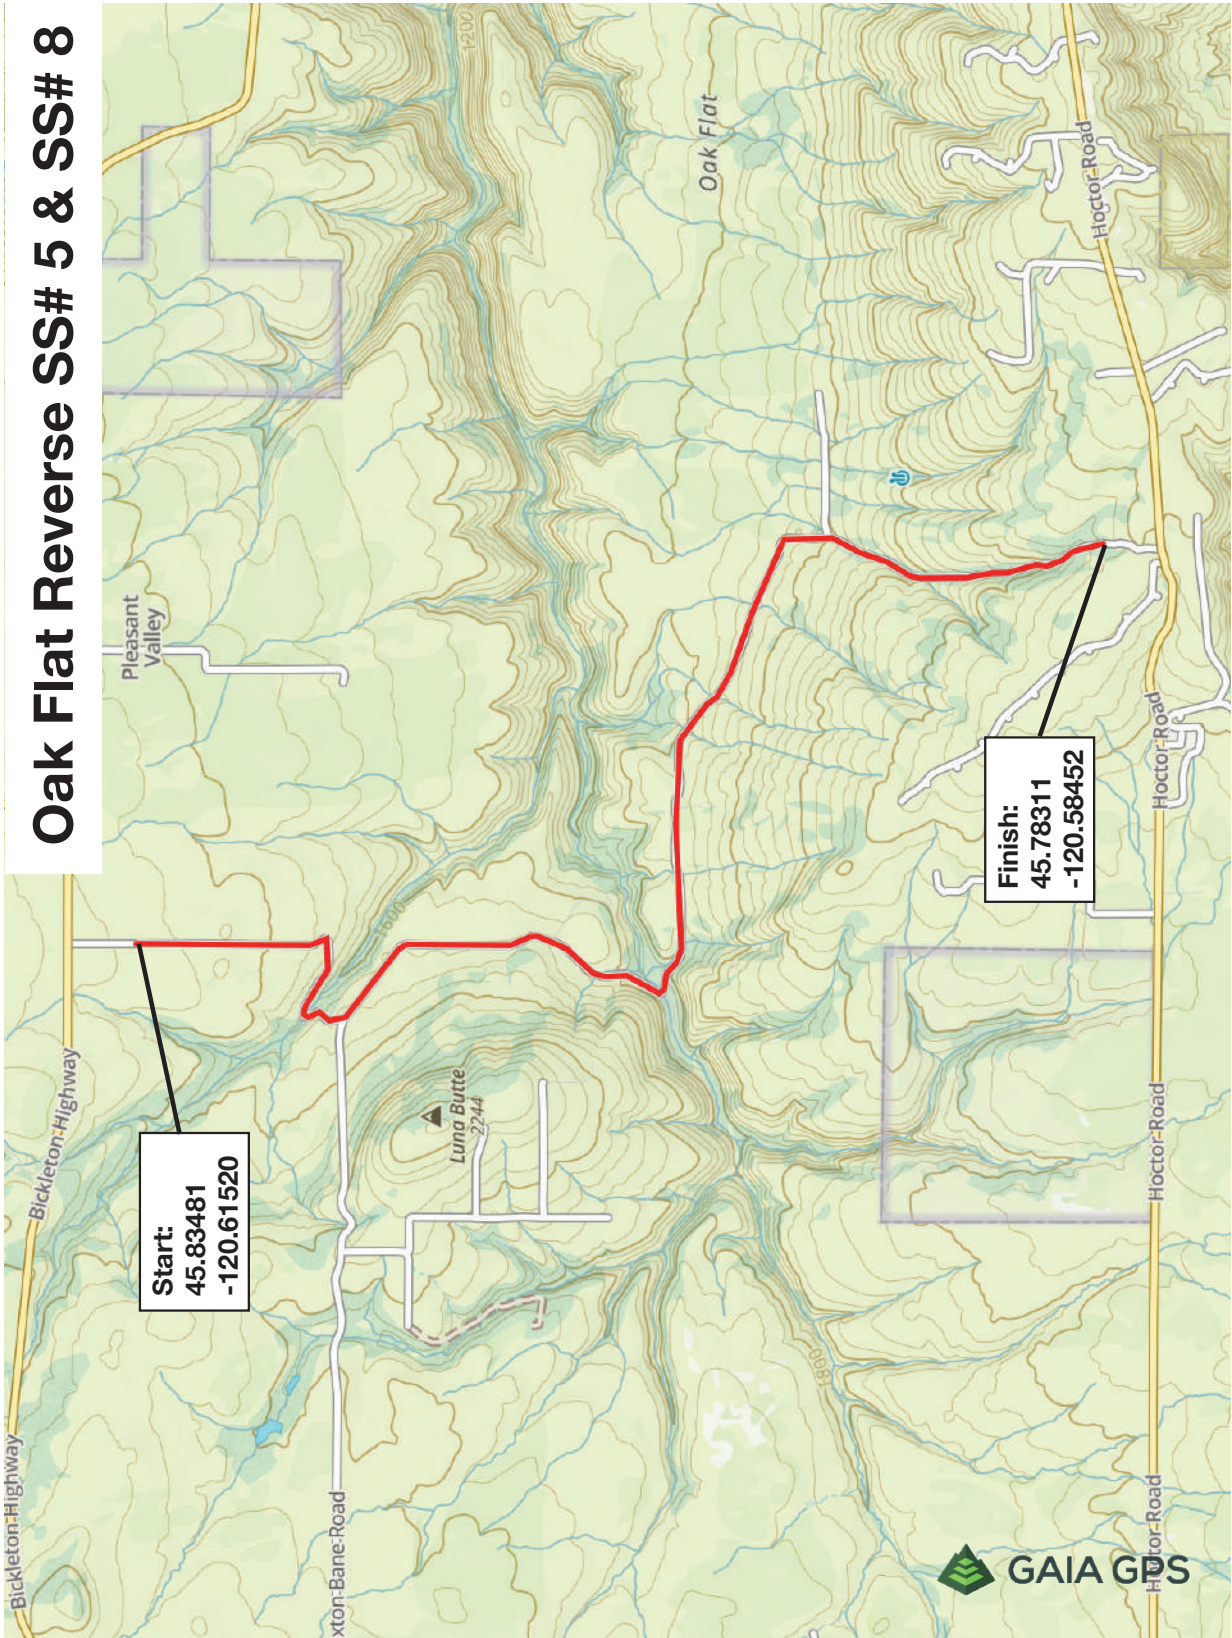 Oak Flat Reverse SS# 5 & SS# 8
Bickleton-Highway
Bickleton-Highway
Pleasant
Valley
1200
Oak Flat
Start:
45.83481
-120.61520
1600
Luna Butte
2244
xton-Bane-Road
1800
Finish:
45.78311
-120.58452
Hoctor-Road
Hoctor-Road
Hoctor-Road
Hoctor-Road
GAIA GPS